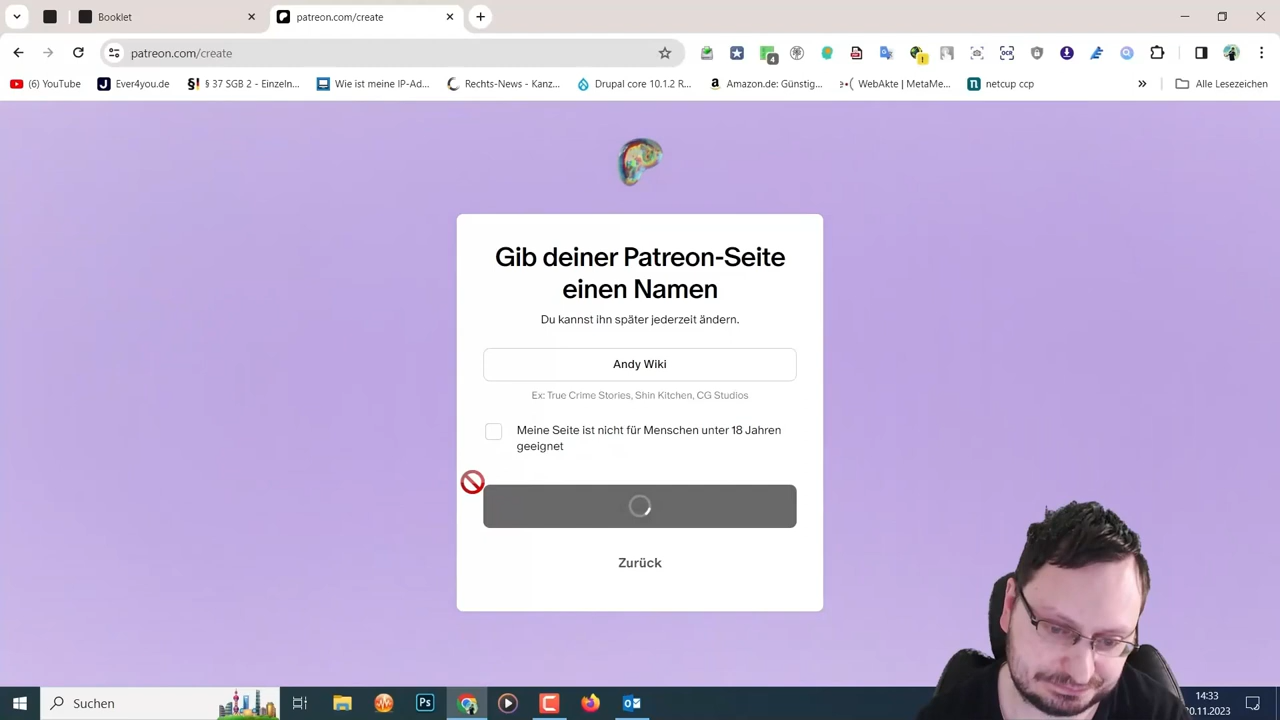 Booklet
patreon.com/create
patreon.com/create
4
1
(6) YouTube
Ever4you.de
§ 37 SGB 2 - Einzeln...
Wie ist meine IP-Ad...
Rechts-News - Kanz...
Drupal core 10.1.2 R...
Amazon.de: Günstig...
WebAkte | MetaMe...
netcup ccp
Alle Lesezeichen
Gib deiner Patreon-Seite
einen Namen
Du kannst ihn später jederzeit ändern.
Andy Wiki
Ex: True Crime Stories, Shin Kitchen, CG Studios
Meine Seite ist nicht für Menschen unter 18 Jahren
geeignet
Zurück
Suchen
14:33